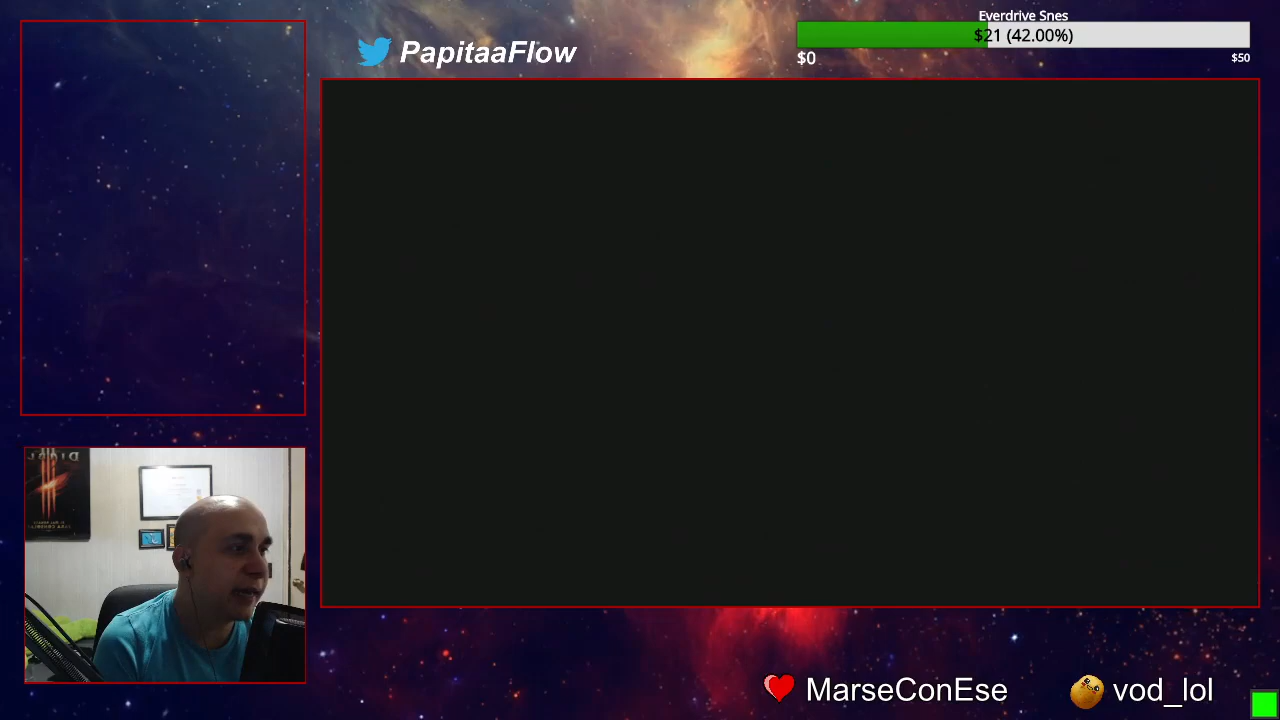 Everdrive Snes
$21 (42.00%)
$0
$50
PapitaaFlow
MarseConEse
vod_lol